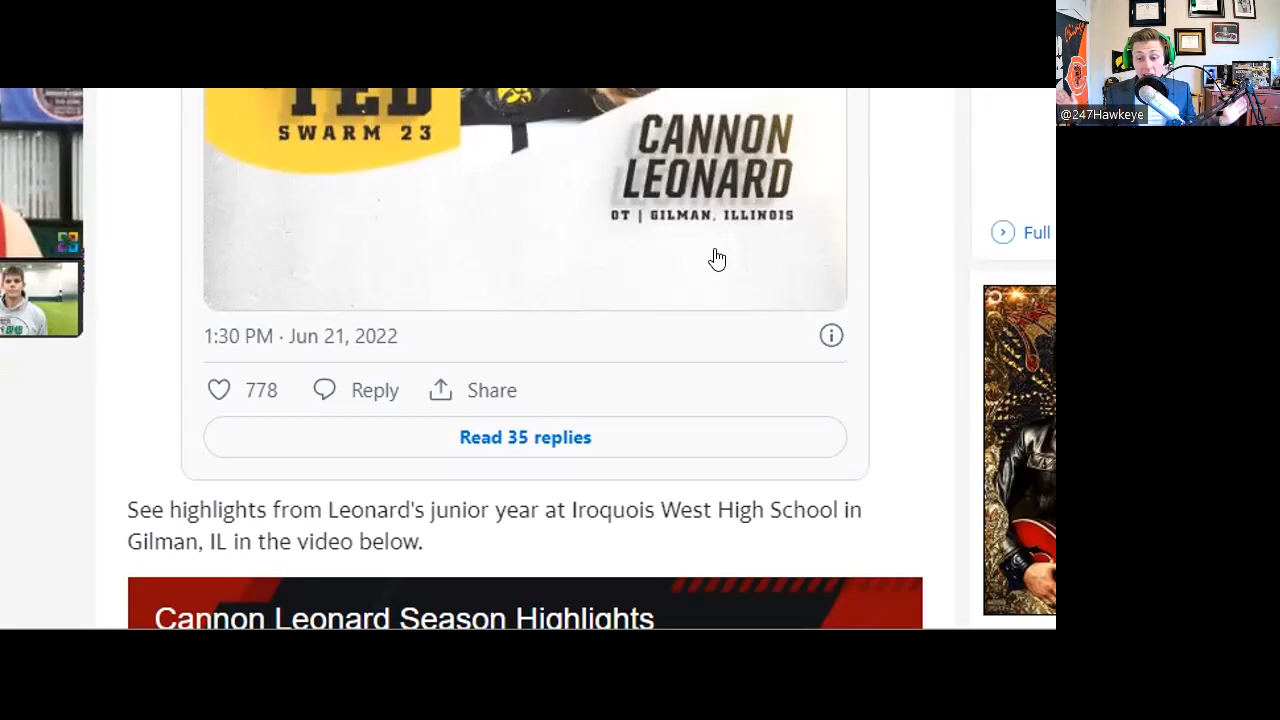 TED
SWARM 23
CANNON
LEONARD
OT | GILMAN, ILLINOIS
1:30 PM · Jun 21, 2022
778
Reply
Share
Read 35 replies
See highlights from Leonard's junior year at Iroquois West High School in
Gilman, IL in the video below.
Cannon Leonard Season Highlights
Full
@247Hawkeye